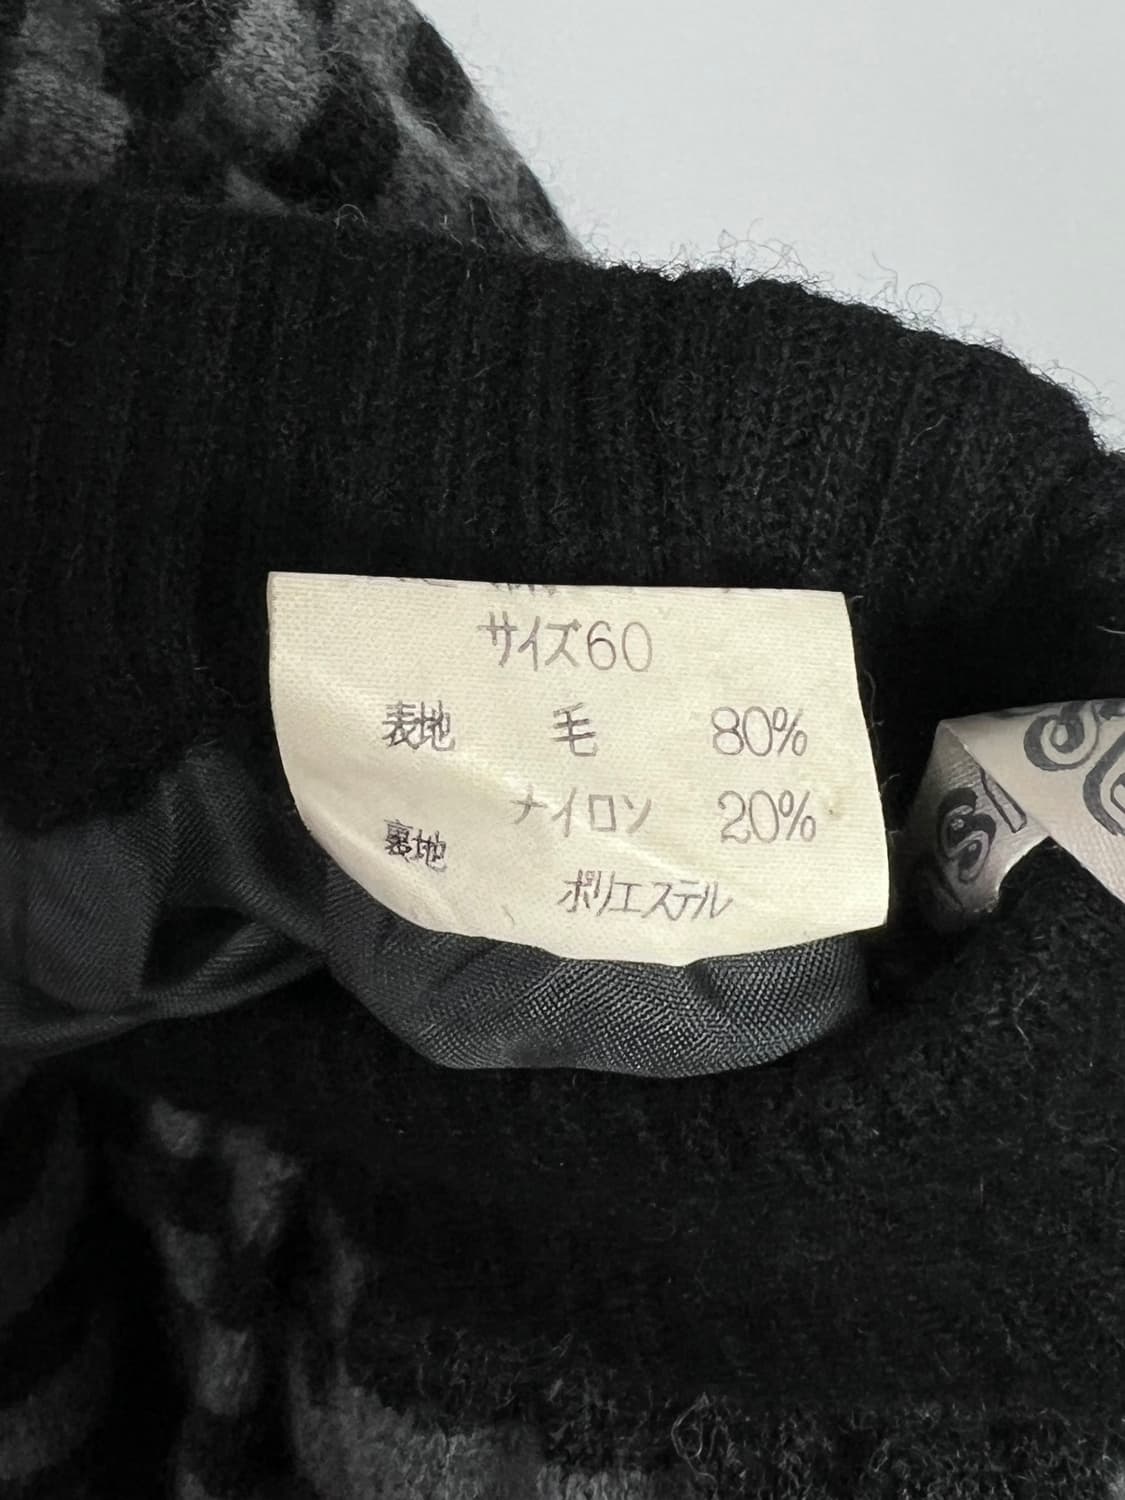 サイズ60
表地 毛 80%
ナイロン 20%
裏地
ポリエステル